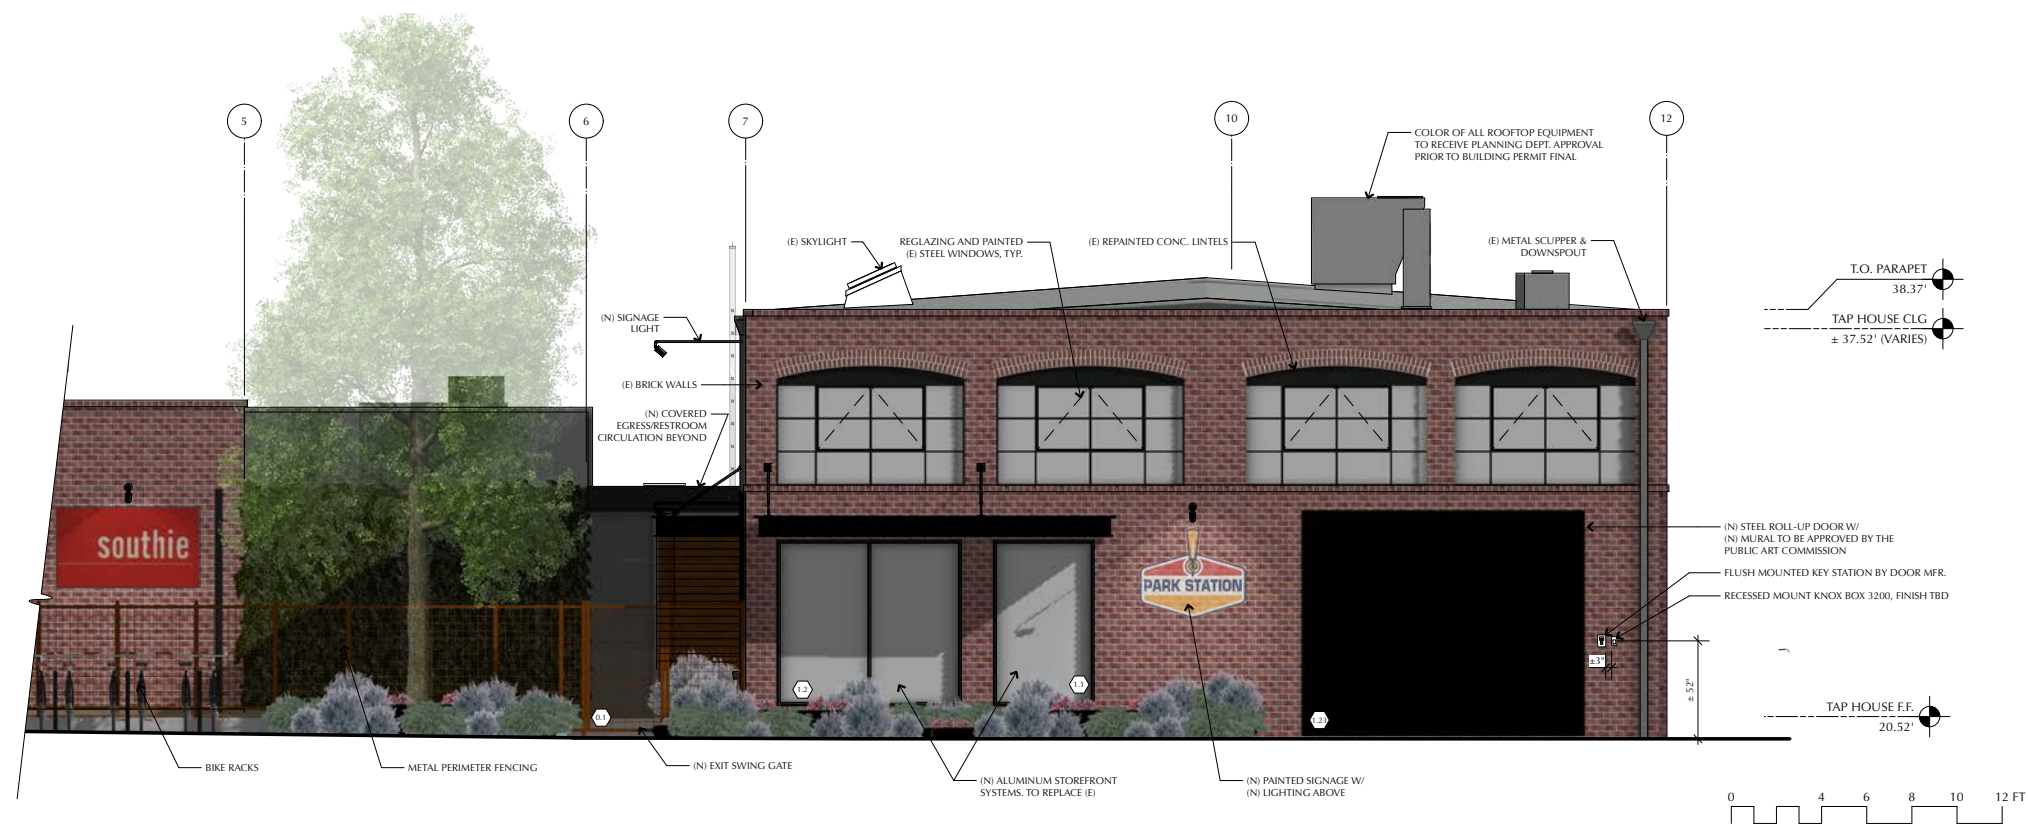 5
6
7
10
12
COLOR OF ALL ROOFTOP EQUIPMENT
TO RECEIVE PLANNING DEPT. APPROVAL
PRIOR TO BUILDING PERMIT FINAL
(E) SKYLIGHT
REGLAZING AND PAINTED
(E) STEEL WINDOWS, TYP.
(E) REPAINTED CONC. LINTELS
(E) METAL SCUPPER &
DOWNSPOUT
T.O. PARAPET
38.37'
TAP HOUSE CLG
± 37.52' (VARIES)
(N) SIGNAGE
LIGHT
(E) BRICK WALLS
(N) COVERED
EGRESS/RESTROOM
CIRCULATION BEYOND
southie
PARK STATION
(N) STEEL ROLL-UP DOOR W/
(N) MURAL TO BE APPROVED BY THE
PUBLIC ART COMMISSION
FLUSH MOUNTED KEY STATION BY DOOR MFR.
RECESSED MOUNT KNOX BOX 3200, FINISH TBD
±3"
± 52"
1.2
1.1
0.1
1.23
TAP HOUSE F.F.
20.52'
BIKE RACKS
METAL PERIMETER FENCING
(N) EXIT SWING GATE
(N) ALUMINUM STOREFRONT
SYSTEMS. TO REPLACE (E)
(N) PAINTED SIGNAGE W/
(N) LIGHTING ABOVE
0 4 6 8 10 12 FT